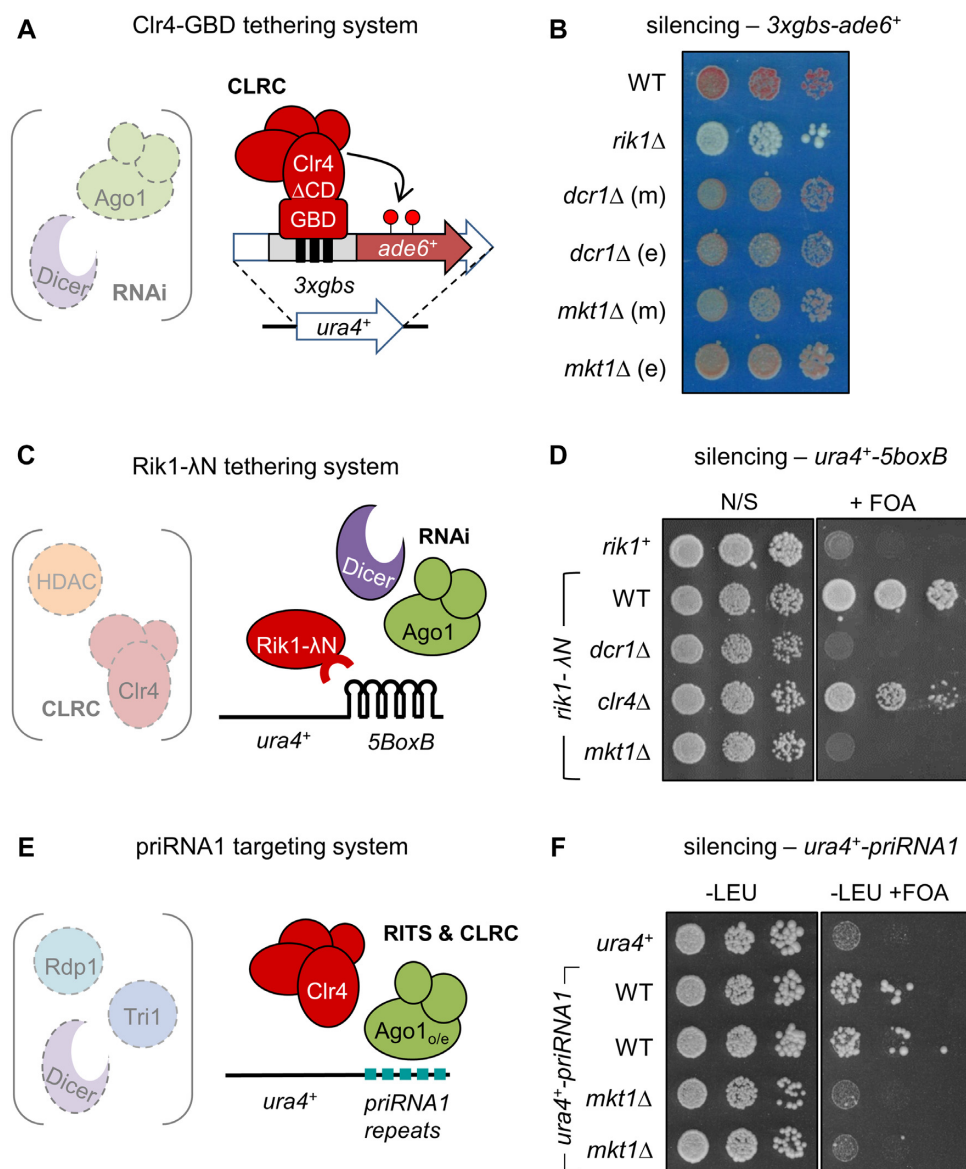 A
Clr4-GBD tethering system
CLRC
Ago1
Dicer
RNAi
Clr4
ΔCD
GBD
ade6⁺
3xgbs
ura4⁺
B
silencing – 3xgbs-ade6⁺
WT
rik1Δ
dcr1Δ (m)
dcr1Δ (e)
mkt1Δ (m)
mkt1Δ (e)
C
Rik1-λN tethering system
HDAC
Clr4
CLRC
RNAi
Dicer
Ago1
Rik1-λN
ura4⁺
5BoxB
D
silencing – ura4⁺-5boxB
N/S
+ FOA
rik1⁺
WT
dcr1Δ
clr4Δ
mkt1Δ
rik1- λN
E
priRNA1 targeting system
Rdp1
Tri1
Dicer
RITS & CLRC
Clr4
Ago1o/e
ura4⁺
priRNA1
repeats
F
silencing – ura4⁺-priRNA1
-LEU
-LEU +FOA
ura4⁺
WT
WT
mkt1Δ
mkt1Δ
ura4⁺-priRNA1